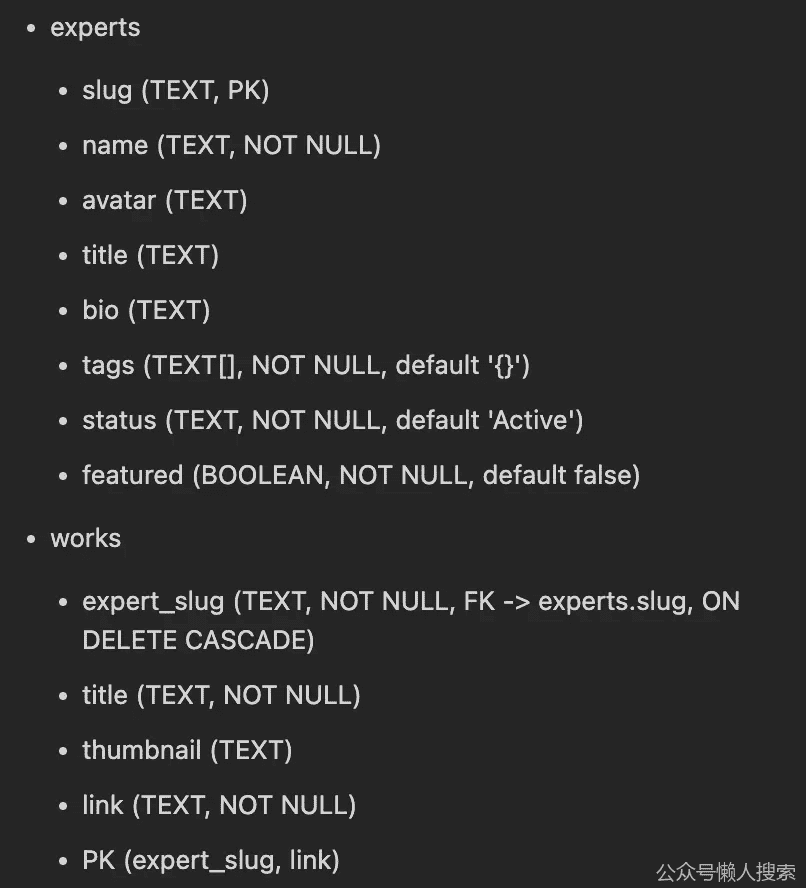 experts
slug (TEXT, PK)
name (TEXT, NOT NULL)
avatar (TEXT)
title (TEXT)
bio (TEXT)
tags (TEXT[], NOT NULL, default '{}')
status (TEXT, NOT NULL, default 'Active')
featured (BOOLEAN, NOT NULL, default false)
works
expert_slug (TEXT, NOT NULL, FK -> experts.slug, ON
DELETE CASCADE)
title (TEXT, NOT NULL)
thumbnail (TEXT)
link (TEXT, NOT NULL)
PK (expert_slug, link)
公众号懒人搜索